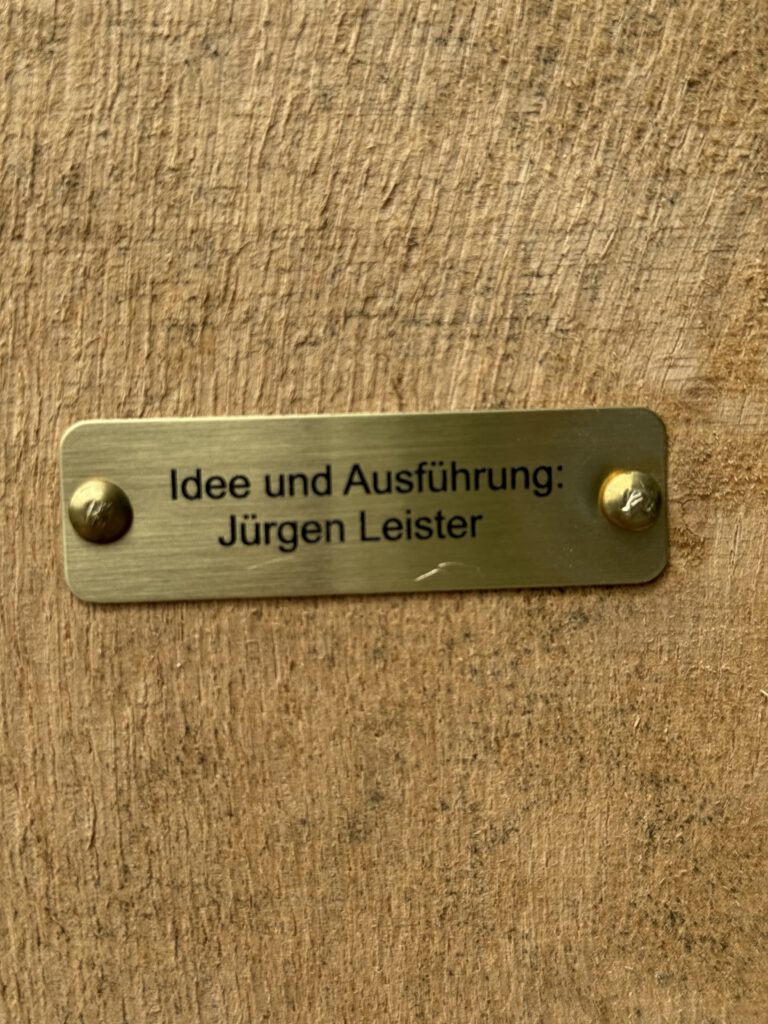 Idee und Ausführung:
Jürgen Leister